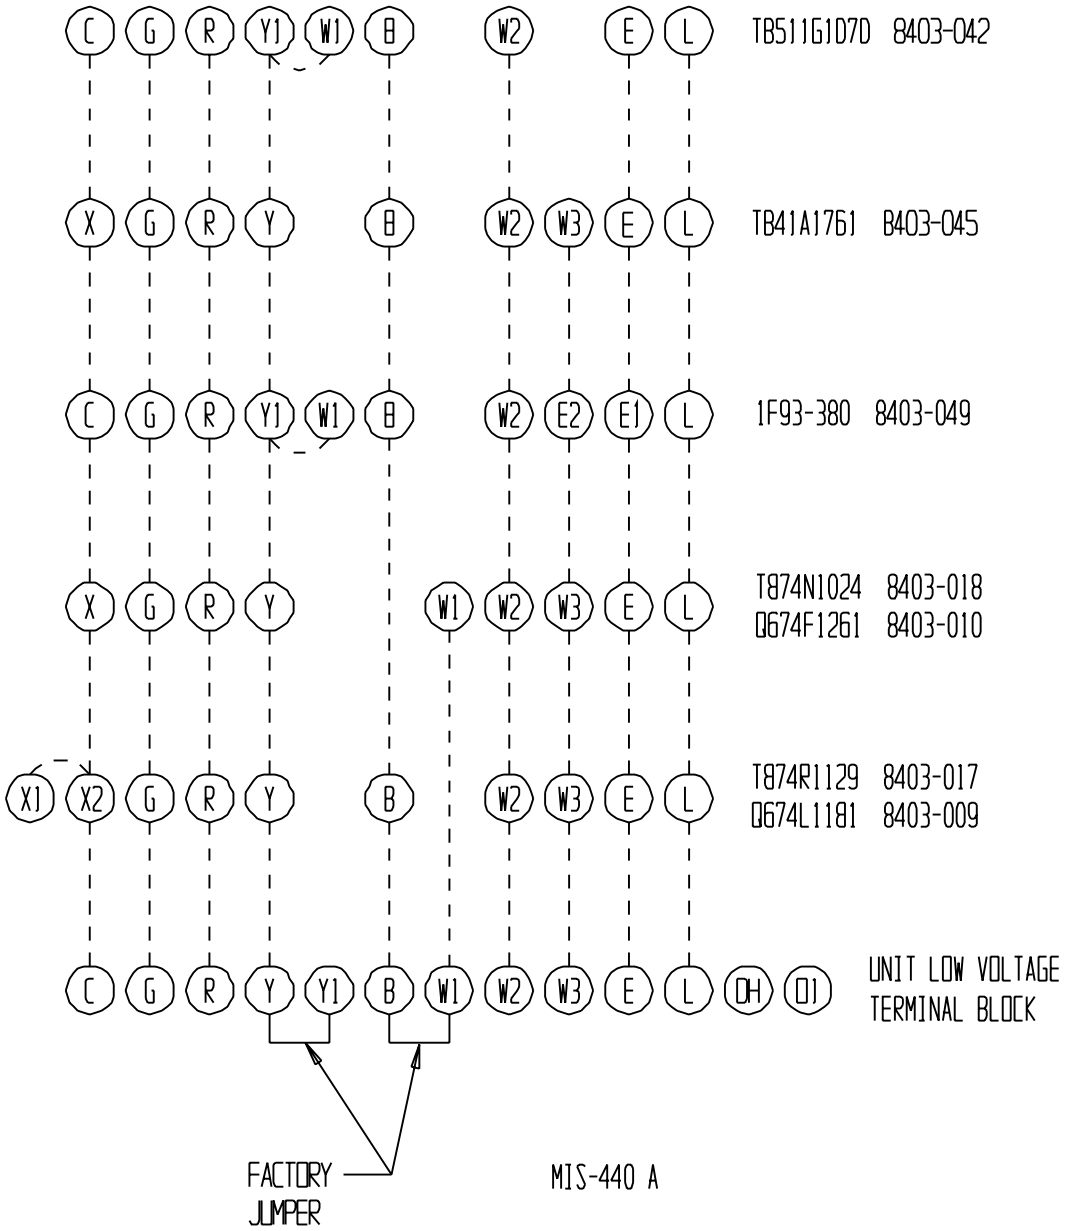 C G R Y1 W1 B W2 E L TB511G1070 8403-042
X G R Y B W2 W3 E L TB41A1761 8403-045
C G R Y1 W1 B W2 E2 E1 L 1F93-380 8403-049
X G R Y W1 W2 W3 E L T874N1024 8403-018
Q674F1261 8403-010
X1 X2 G R Y B W2 W3 E L T874R1129 8403-017
Q674L1181 8403-009
C G R Y Y1 B W1 W2 W3 E L OH O1 UNIT LOW VOLTAGE
TERMINAL BLOCK
FACTORY
JUMPER
MIS-440 A